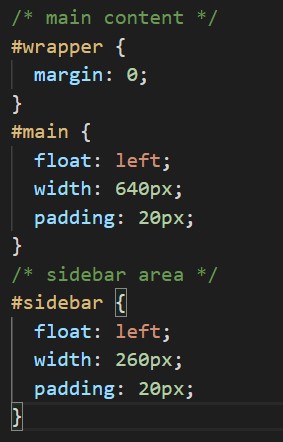 /* main content */
#wrapper {
  margin: 0;
}
#main {
  float: left;
  width: 640px;
  padding: 20px;
}
/* sidebar area */
#sidebar {
  float: left;
  width: 260px;
  padding: 20px;
}